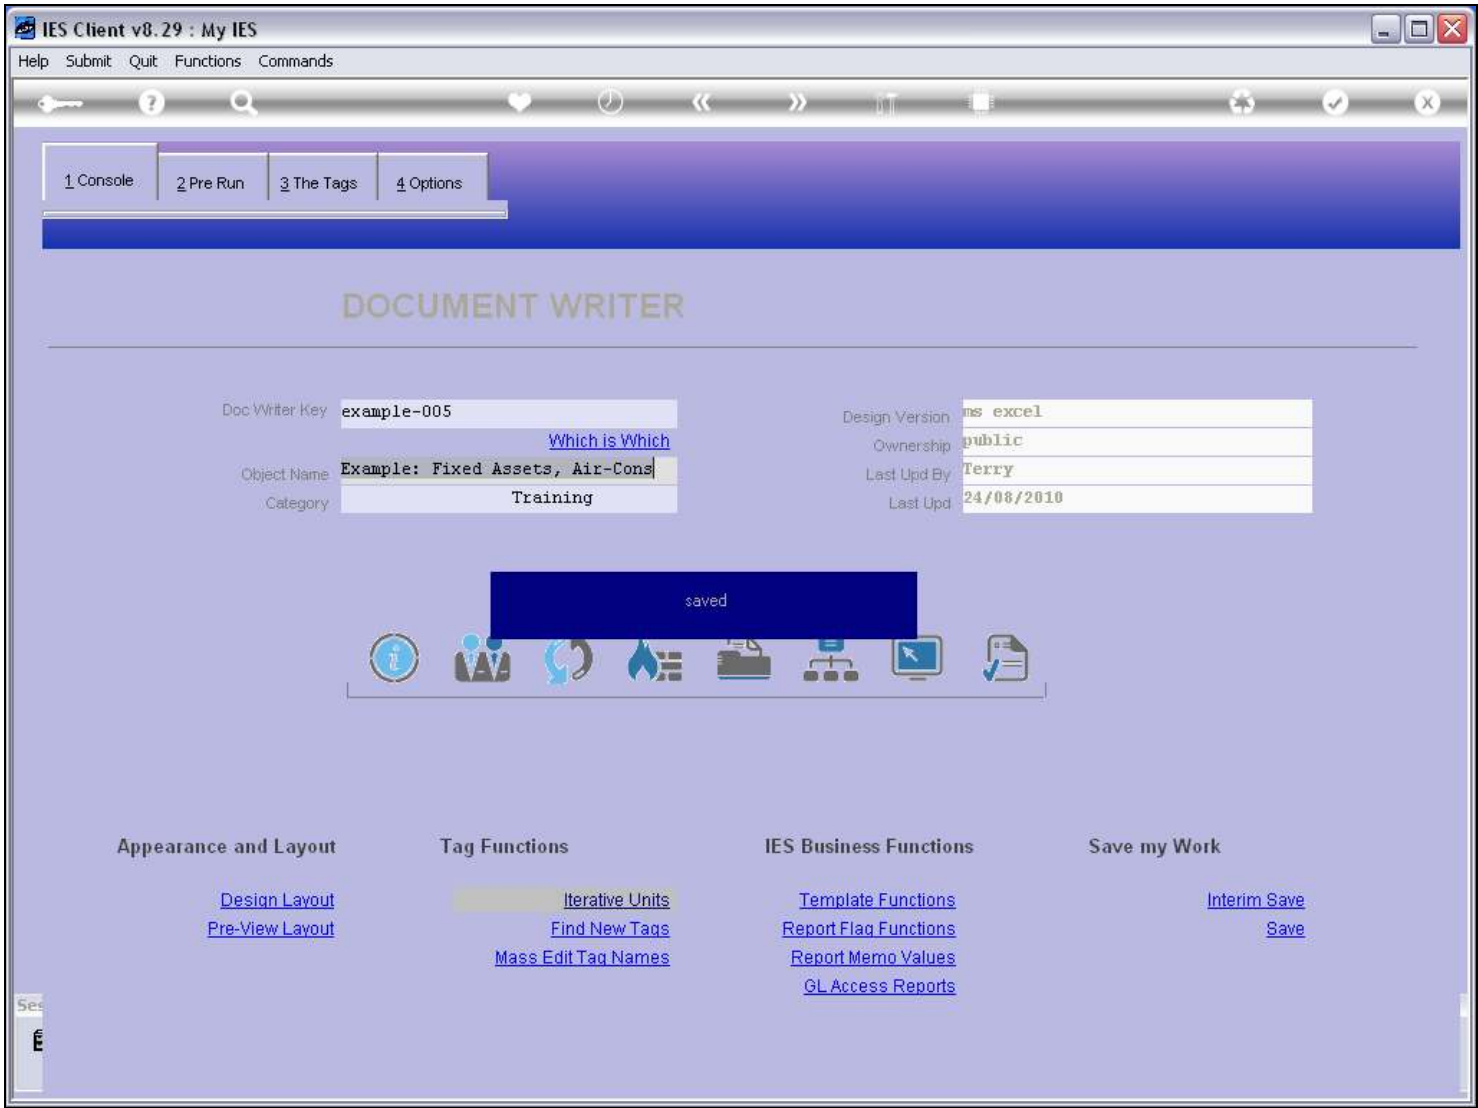 IES Client v8.29 : My IES
Help Submit Quit Functions Commands
1 Console
2 Pre Run
3 The Tags
4 Options
DOCUMENT WRITER
Doc Writer Key example-005
Which is Which
Object Name Example: Fixed Assets, Air-Cons
Category Training
Design Version ms excel
Ownership public
Last Upd By Terry
Last Upd 24/08/2010
saved
Appearance and Layout
Design Layout
Pre-View Layout
Tag Functions
Iterative Units
Find New Tags
Mass Edit Tag Names
IES Business Functions
Template Functions
Report Flag Functions
Report Memo Values
GL Access Reports
Save my Work
Interim Save
Save